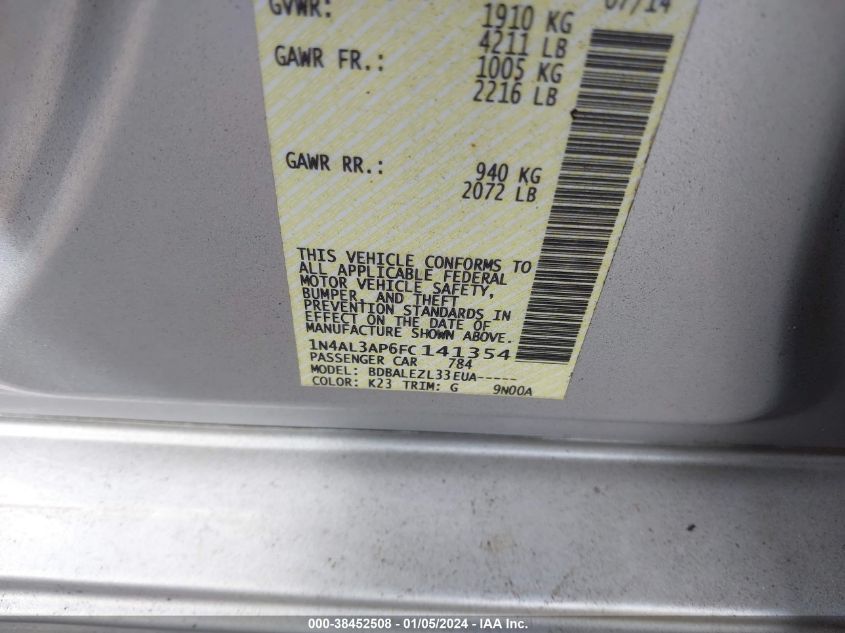 07/14
GVWR: 1910 KG
4211 LB
GAWR FR.: 1005 KG
2216 LB
GAWR RR.: 940 KG
2072 LB
THIS VEHICLE CONFORMS TO
ALL APPLICABLE FEDERAL
MOTOR VEHICLE SAFETY,
BUMPER, AND THEFT
PREVENTION STANDARDS IN
EFFECT ON THE DATE OF
MANUFACTURE SHOWN ABOVE.
1N4AL3AP6FC141354
PASSENGER CAR 784
MODEL: BDBALEZL33EUA-----
COLOR: K23 TRIM: G 9N00A
000-38452508 - 01/05/2024 - IAA Inc.